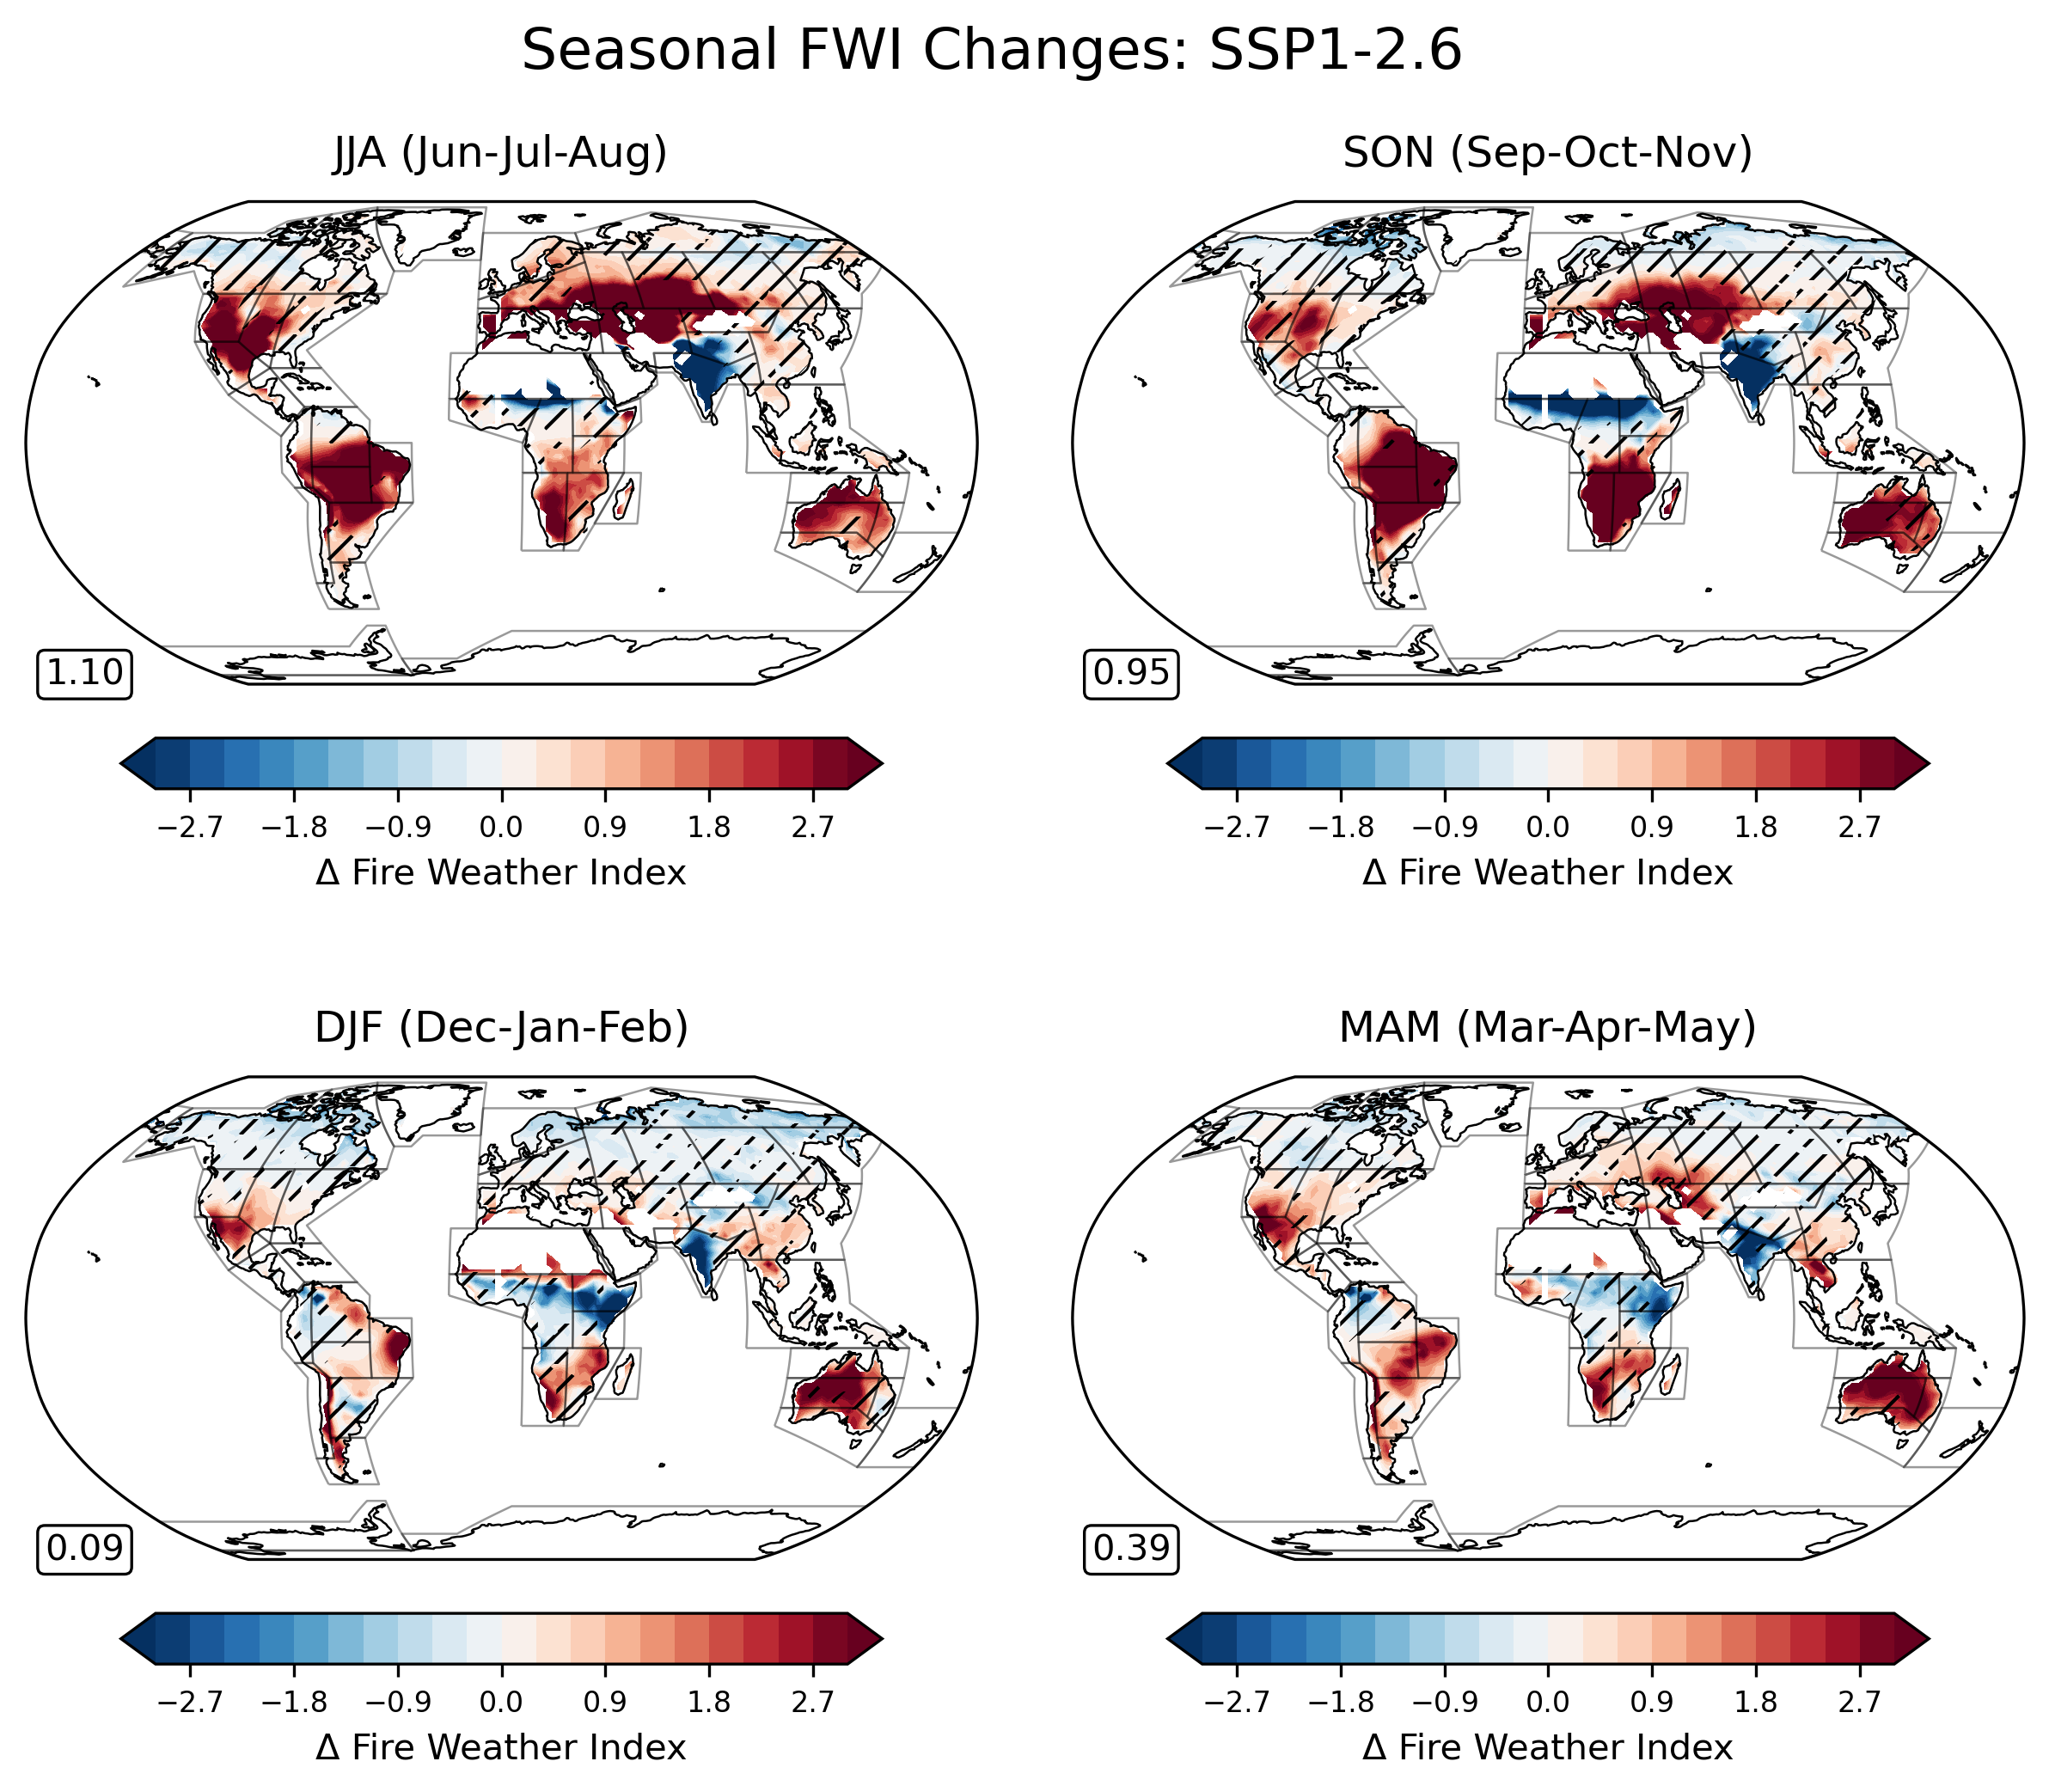 Seasonal FWI Changes: SSP1-2.6
JJA (Jun-Jul-Aug)
1.10
−2.7 −1.8 −0.9 0.0 0.9 1.8 2.7
Δ Fire Weather Index
SON (Sep-Oct-Nov)
0.95
−2.7 −1.8 −0.9 0.0 0.9 1.8 2.7
Δ Fire Weather Index
DJF (Dec-Jan-Feb)
0.09
−2.7 −1.8 −0.9 0.0 0.9 1.8 2.7
Δ Fire Weather Index
MAM (Mar-Apr-May)
0.39
−2.7 −1.8 −0.9 0.0 0.9 1.8 2.7
Δ Fire Weather Index